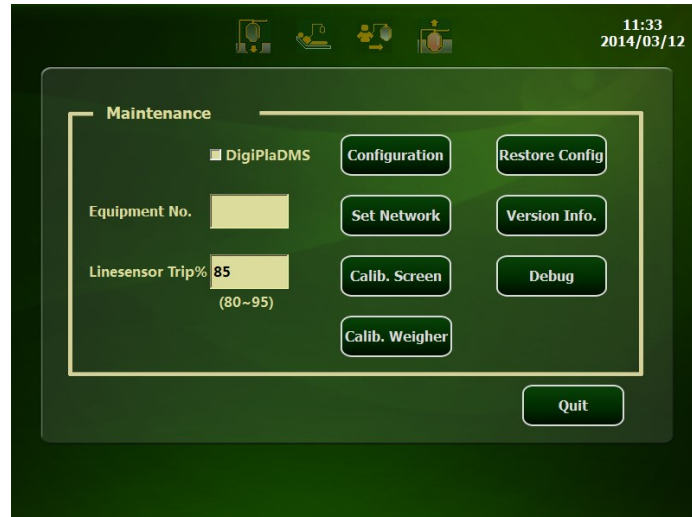 11:33
2014/03/12
Maintenance
DigiPlaDMS
Configuration
Restore Config
Equipment No.
Set Network
Version Info.
Linesensor Trip% 85
Calib. Screen
Debug
(80~95)
Calib. Weigher
Quit